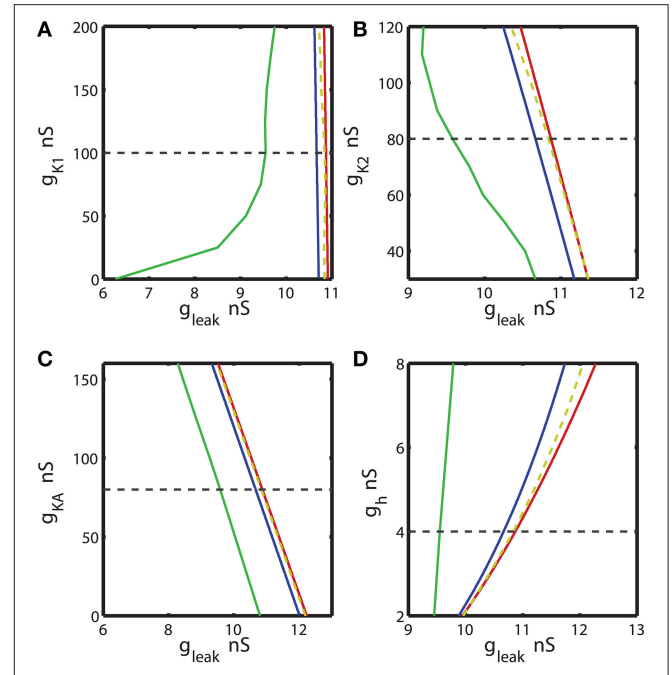 A
200
150
100
50
0
g_K1 nS
6 7 8 9 10 11
g_leak nS
B
120
100
80
60
40
g_K2 nS
9 10 11 12
g_leak nS
C
150
100
50
0
g_KA nS
6 8 10 12
g_leak nS
D
8
6
4
2
g_h nS
9 10 11 12 13
g_leak nS